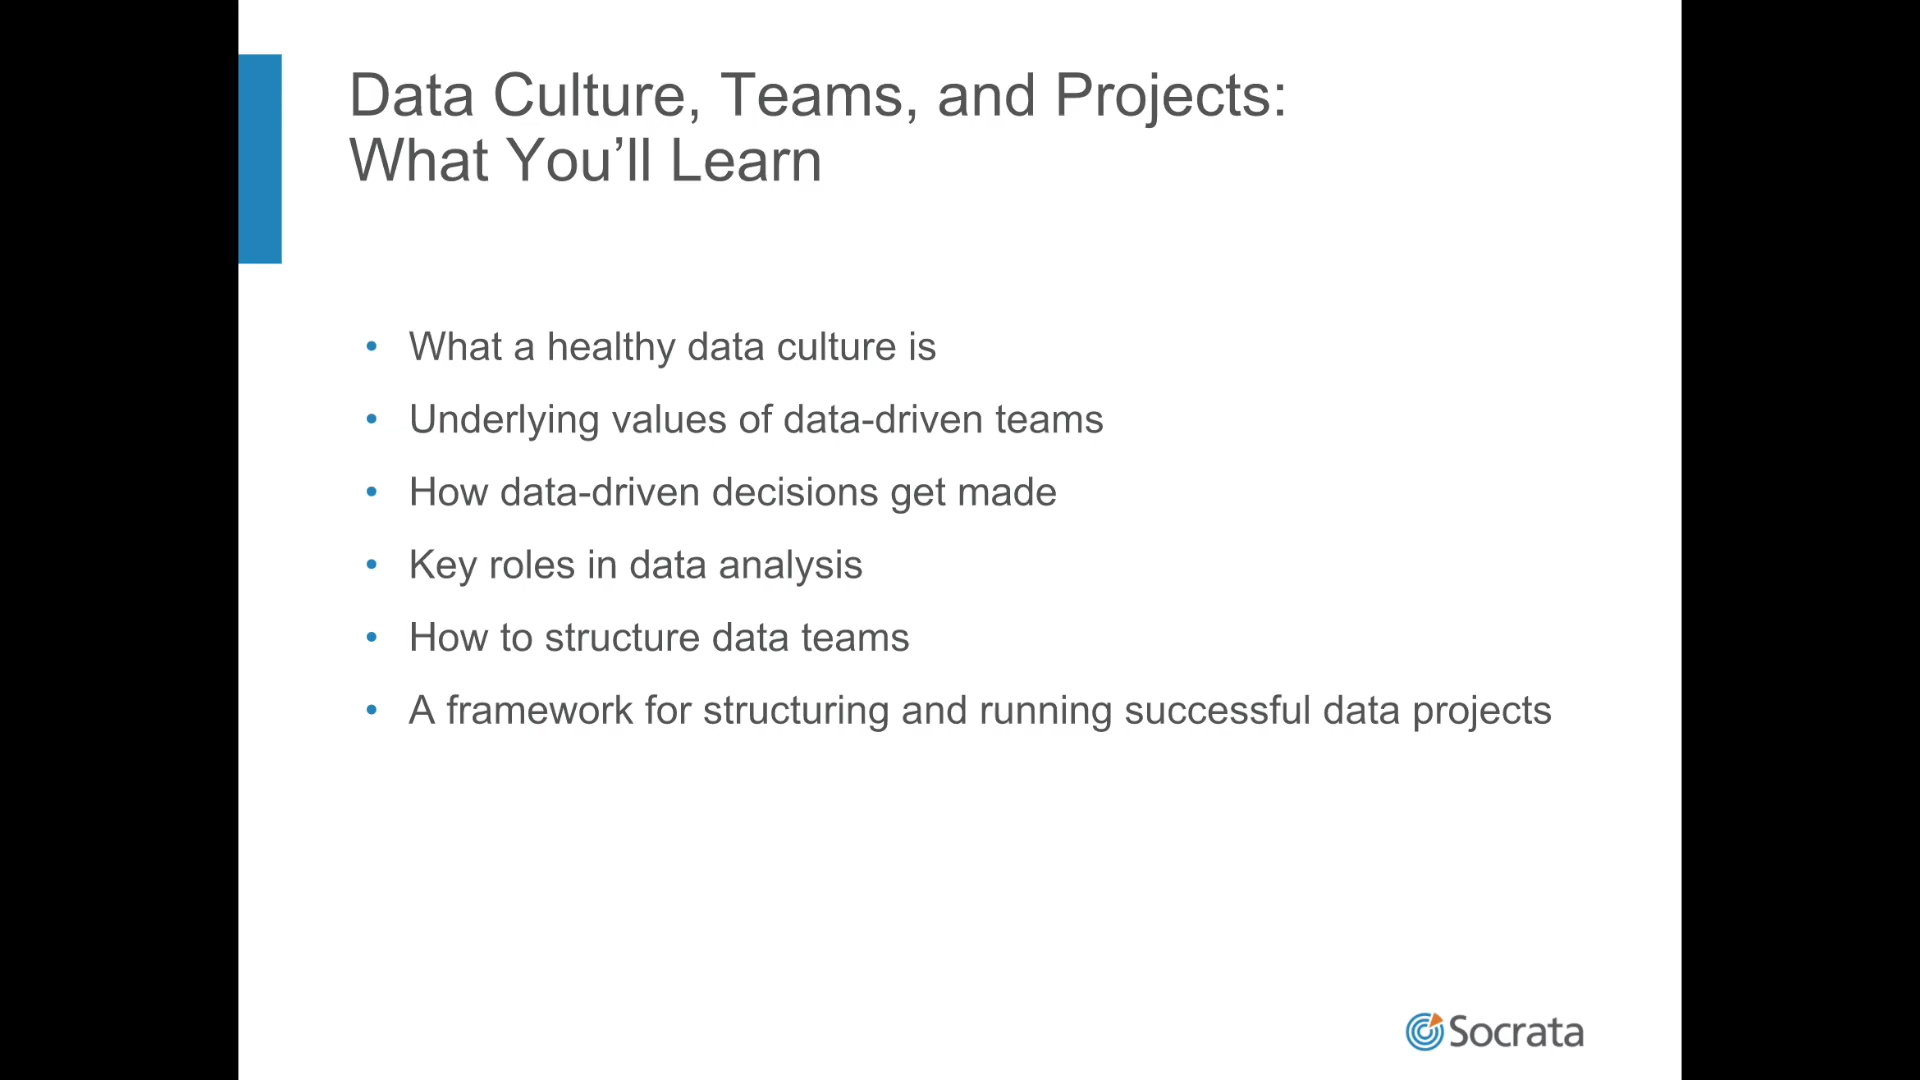 Data Culture, Teams, and Projects:
What You’ll Learn
• What a healthy data culture is
• Underlying values of data-driven teams
• How data-driven decisions get made
• Key roles in data analysis
• How to structure data teams
• A framework for structuring and running successful data projects
Socrata